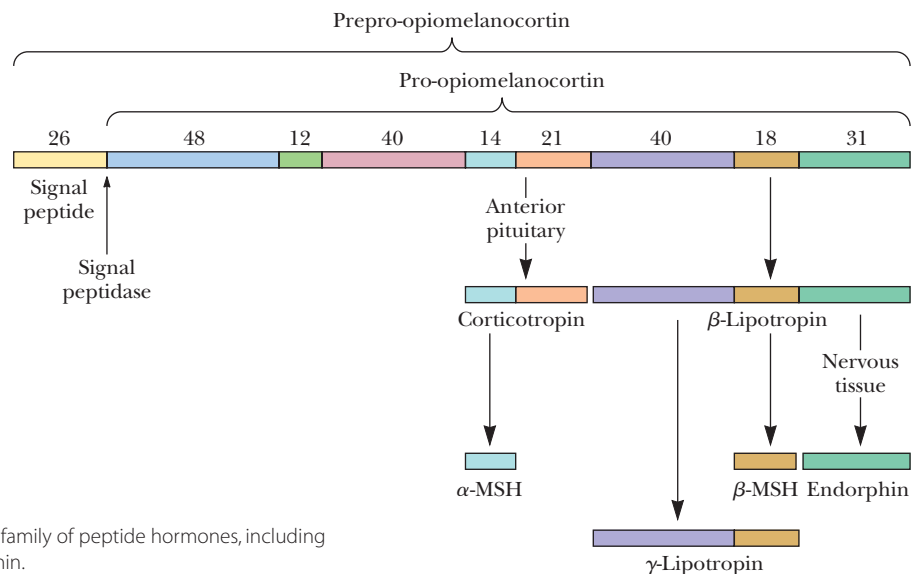 Prepro-opiomelanocortin
Pro-opiomelanocortin
26 48 12 40 14 21 40 18 31
Signal
peptide
Signal
peptidase
Anterior
pituitary
Corticotropin
β-Lipotropin
Nervous
tissue
α-MSH
β-MSH
Endorphin
γ-Lipotropin
family of peptide hormones, including